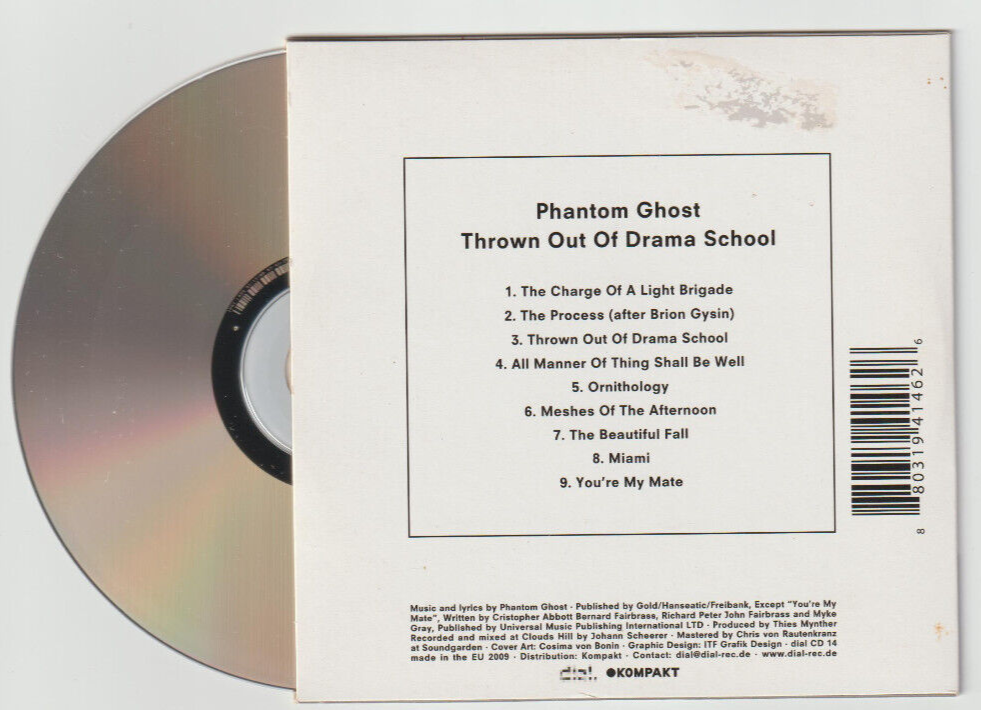 Phantom Ghost
Thrown Out Of Drama School
1. The Charge Of A Light Brigade
2. The Process (after Brion Gysin)
3. Thrown Out Of Drama School
4. All Manner Of Thing Shall Be Well
5. Ornithology
6. Meshes Of The Afternoon
7. The Beautiful Fall
8. Miami
9. You're My Mate
8 80319 41462 6
Music and lyrics by Phantom Ghost · Published by Gold/Hanseatic/Freibank, Except "You're My
Mate", Written by Cristopher Abbott Bernard Fairbrass, Richard Peter John Fairbrass and Myke
Gray, Published by Universal Music Publishing International LTD · Produced by Thies Mynther
Recorded and mixed at Clouds Hill by Johann Scheerer · Mastered by Chris von Rautenkranz
at Soundgarden · Cover Art: Cosima von Bonin · Graphic Design: ITF Grafik Design · dial CD 14
made in the EU 2009 · Distribution: Kompakt · Contact: dial@dial-rec.de · www.dial-rec.de
dial. KOMPAKT